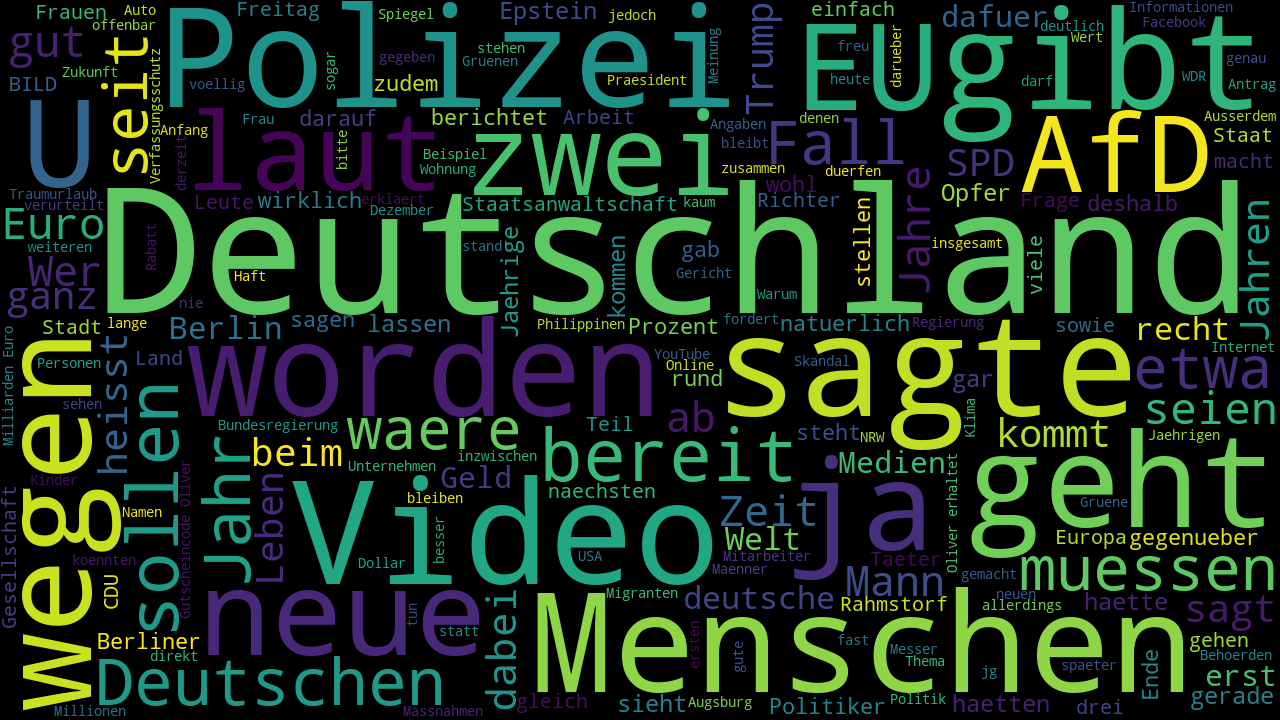 Frauen
Auto
offenbar
Freitag
Spiegel
Epstein
jedoch
Trump
einfach
dafuer
deutlich
Informationen
Facebook
gut
seit
Polizei
sogar
stehen
Gruenen
gegeben
Meinung
freu
darueber
EU
gibt
Wert
genau
BILD
Zukunft
Verfassungsschutz
voellig
zudem
Praesident
heute
darf
WDR
Antrag
U
Anfang
Frau
darauf
bitte
berichtet
Arbeit
Angaben
bleibt
denen
Fall
Ausserdem
Staat
derzeit
laut
Beispiel
Wohnung
zwei
zusammen
duerfen
SPD
AfD
macht
Traumurlaub
verurteilt
Leute
wirklich
erklaert
Dezember
Staatsanwaltschaft
kaum
wohl
Richter
Opfer
Frage
deshalb
Euro
weiteren
Rabatt
Deutschland
Haft
Jaehrige
stand
kommen
gab
Gericht
Warum
stellen
Jahre
insgesamt
viele
Jahren
Wer
ganz
nie
Stadt
lange
Berlin
sagen
lassen
Philippinen
Prozent
fordert
natuerlich
Regierung
sowie
recht
Milliarden Euro
Personen
heisst
Land
worden
YouTube
Online
rund
sagte
Skandal
gar
Klima
etwa
Internet
sehen
wegen
sollen
Bundesregierung
Jahr
beim
waere
Teil
ab
steht
NRW
kommt
seien
Jaehrigen
Kinder
Gutscheincode Oliver
Unternehmen
inzwischen
bereit
Medien
Oliver erhaltet
geht
Gesellschaft
Namen
Leben
Geld
bleiben
naechsten
Zeit
ja
Gruene
koennten
CDU
Video
besser
Dollar
USA
Welt
Mitarbeiter
Maenner
Taeter
Europa
gegenueber
gemacht
muessen
neue
tun
statt
dabei
Migranten
deutsche
Mann
Rahmstorf
neuen
allerdings
haette
sagt
Berliner
direkt
Menschen
ersten
gute
fast
Messer
Thema
jg
spaeter
Ende
gehen
Behoerden
erst
Deutschen
Millionen
Massnahmen
gleich
sieht
Augsburg
Politiker
Politik
haetten
drei
gerade